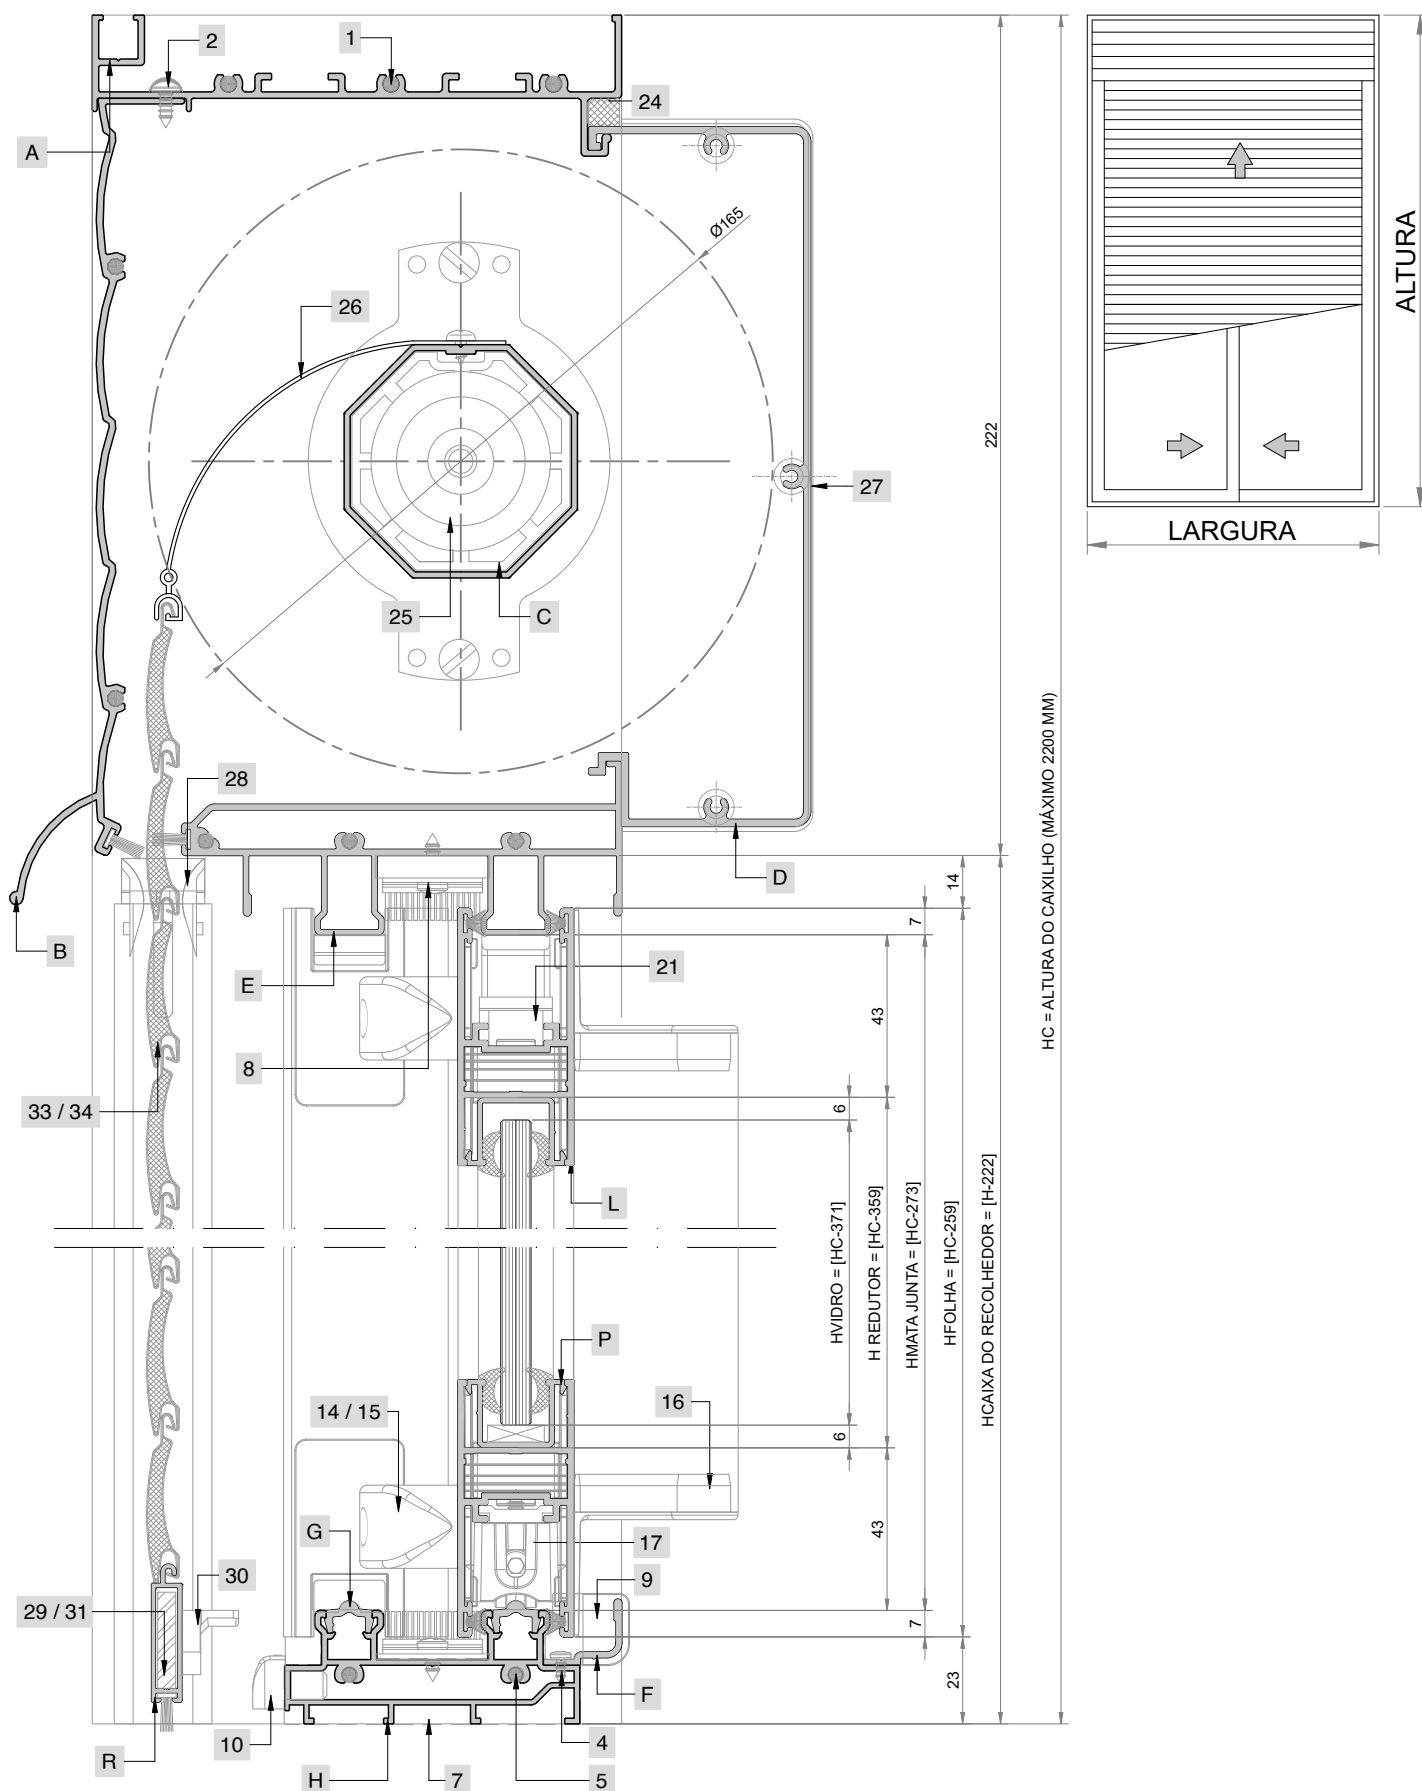 2
1
24
A
Ø165
26
27
25
C
28
D
B
E
21
8
33 / 34
L
P
14 / 15
16
G
17
30
9
29 / 31
F
10
4
R
H
7
5
222
14
7
43
6
6
43
7
23
HVIDRO = [HC-371]
H REDUTOR = [HC-359]
HMATA JUNTA = [HC-273]
HFOLHA = [HC-259]
HCAIXA DO RECOLHEDOR = [H-222]
HC = ALTURA DO CAIXILHO (MÁXIMO 2200 MM)
ALTURA
LARGURA